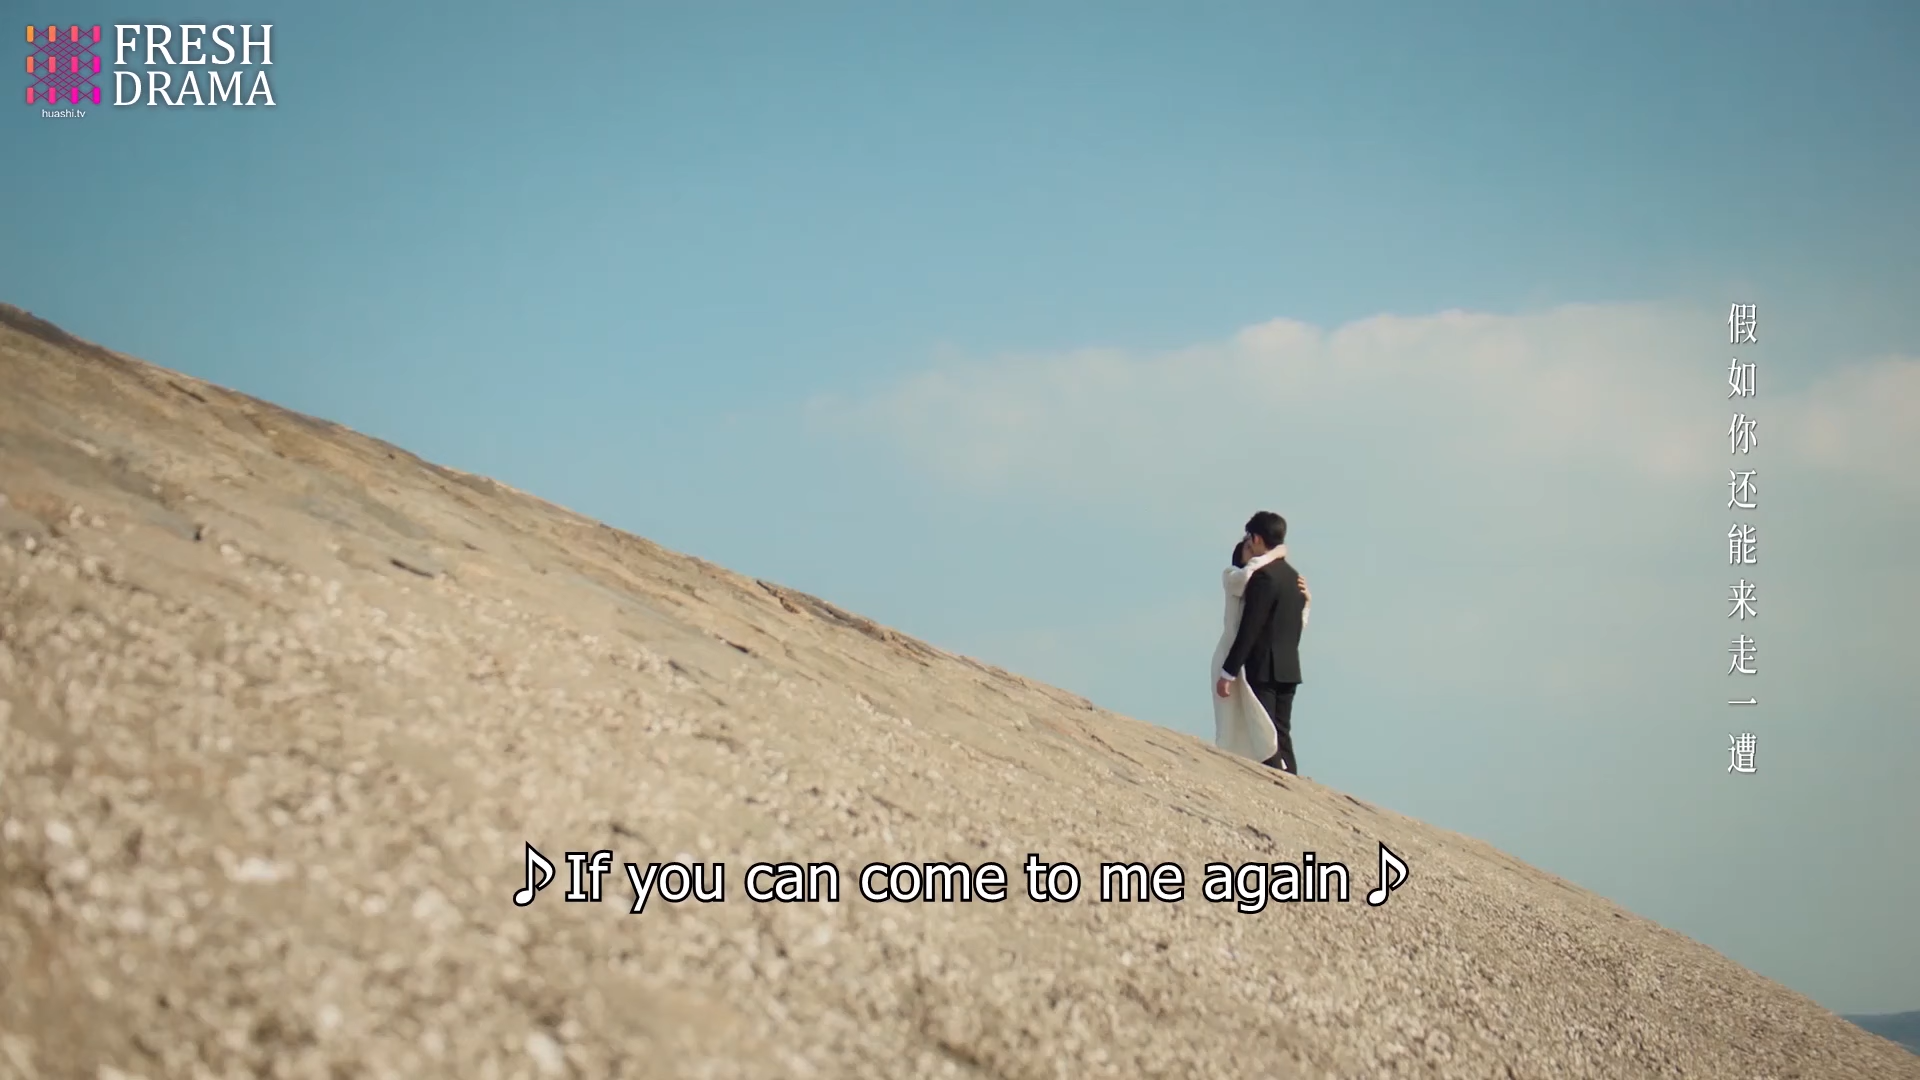 FRESH
DRAMA
huashi.tv
假如你还能来走一遭
♪If you can come to me again♪